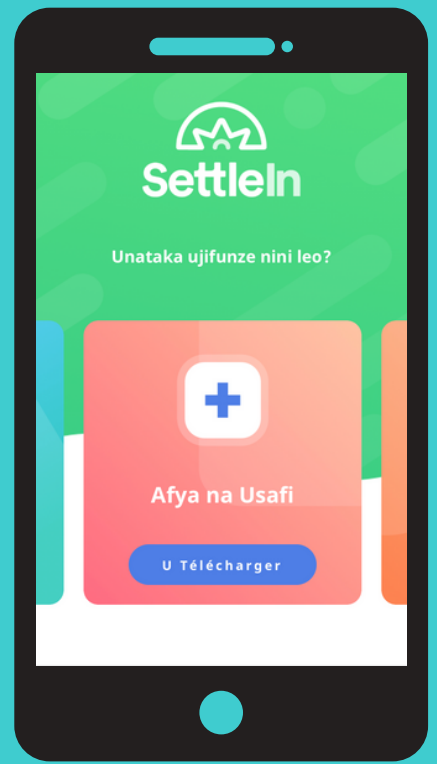 SettleIn
Unataka ujifunze nini leo?
Afya na Usafi
U Télécharger